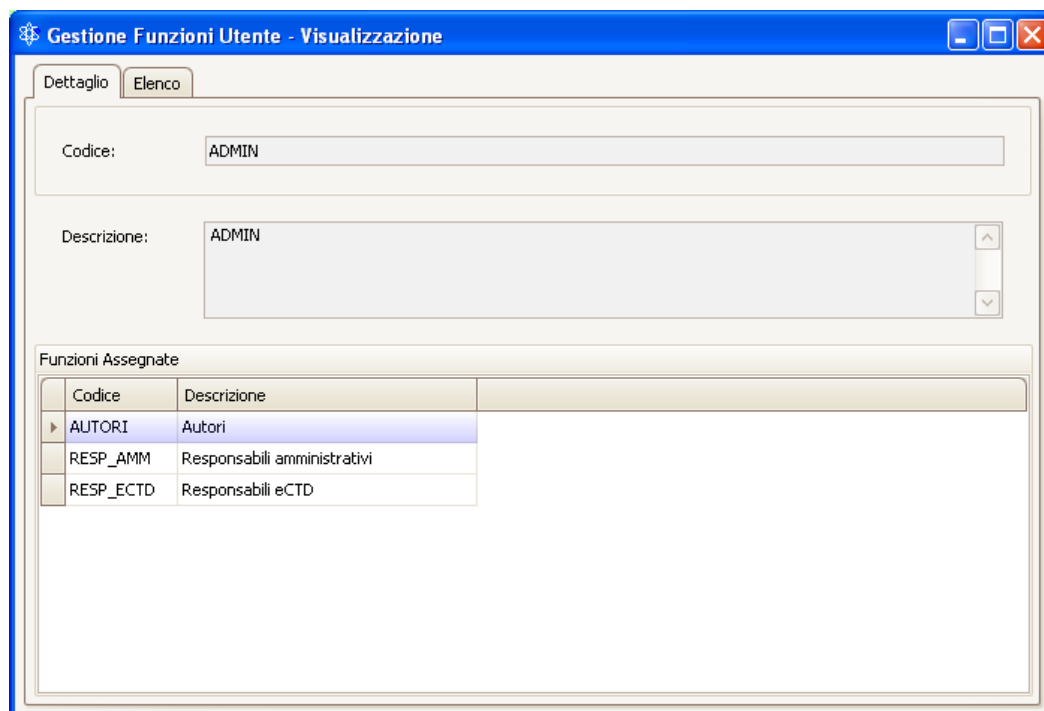 Gestione Funzioni Utente - Visualizzazione
Dettaglio Elenco
Codice: ADMIN
Descrizione: ADMIN
Funzioni Assegnate
Codice Descrizione
AUTORI Autori
RESP_AMM Responsabili amministrativi
RESP_ECTD Responsabili eCTD